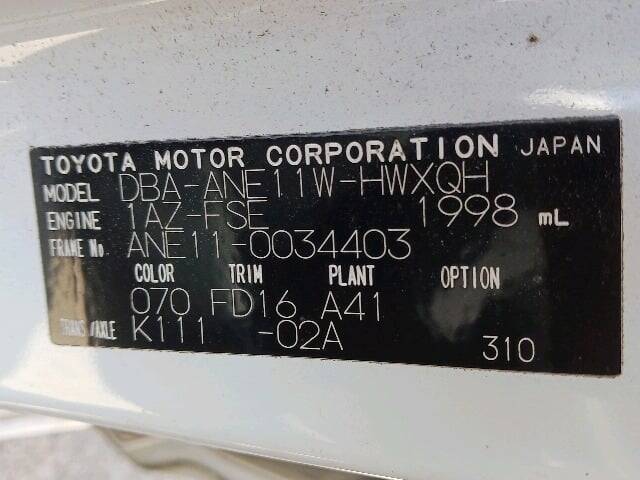 TOYOTA MOTOR CORPORATION JAPAN
MODEL DBA-ANE11W-HWXQH
ENGINE 1AZ-FSE 1998 mL
FRAME No ANE11-0034403
COLOR TRIM PLANT OPTION
070 FD16 A41
TRANS/AXLE K111 -02A
310